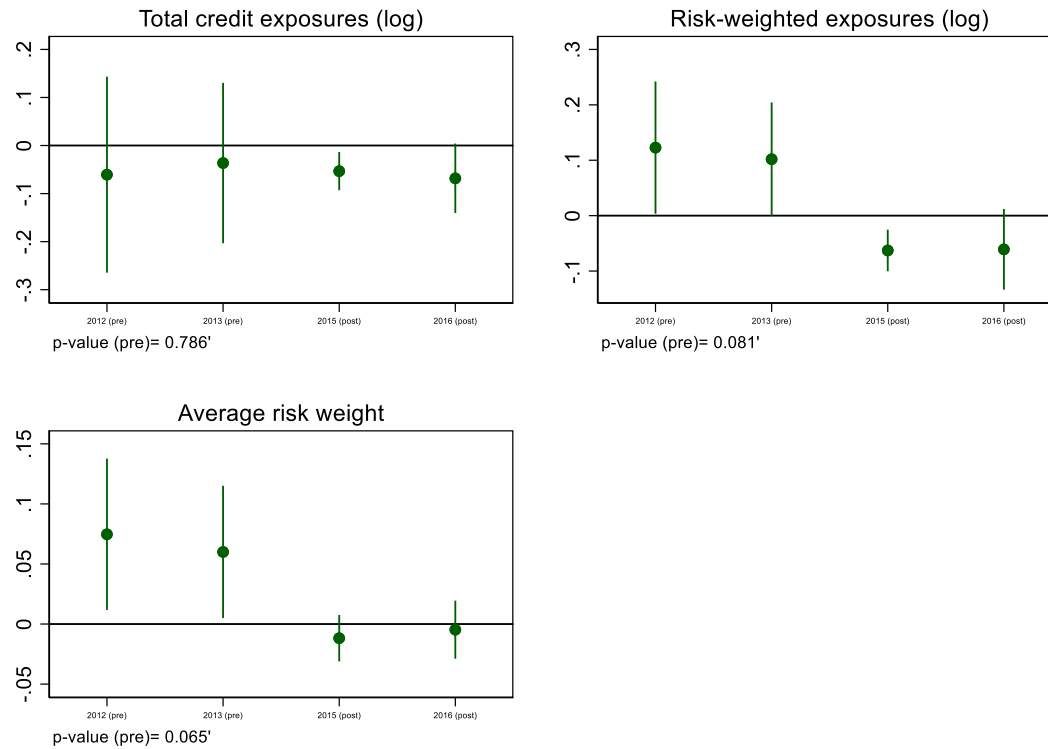 Total credit exposures (log)
.2
.1
0
-.1
-.2
-.3
2012 (pre) 2013 (pre) 2015 (post) 2016 (post)
p-value (pre)= 0.786'
Risk-weighted exposures (log)
.3
.2
.1
0
-.1
2012 (pre) 2013 (pre) 2015 (post) 2016 (post)
p-value (pre)= 0.081'
Average risk weight
.15
.1
.05
0
-.05
2012 (pre) 2013 (pre) 2015 (post) 2016 (post)
p-value (pre)= 0.065'